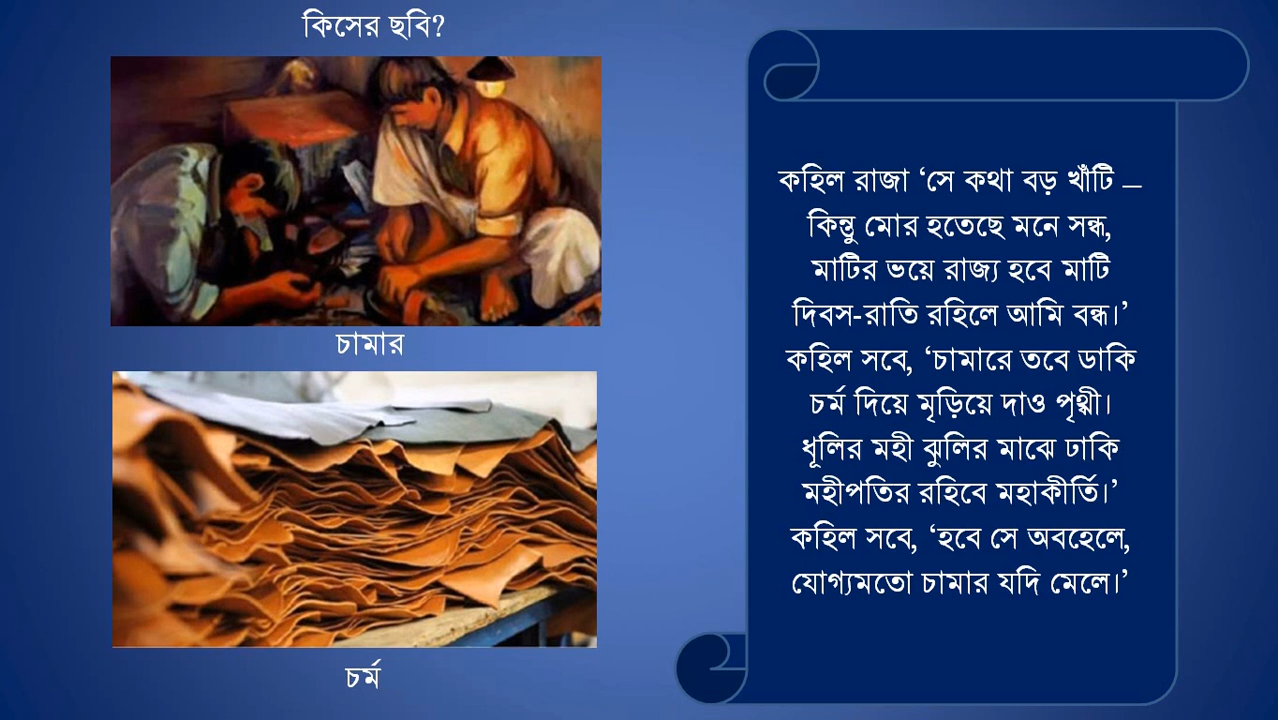 কিসের ছবি?
চামার
চর্ম
কহিল রাজা ‘সে কথা বড় খাঁটি –
কিন্তু মোর হতেছে মনে সন্ধ,
মাটির ভয়ে রাজ্য হবে মাটি
দিবস-রাতি রহিলে আমি বন্ধ।’
কহিল সবে, ‘চামারে তবে ডাকি
চর্ম দিয়ে মুড়িয়ে দাও পৃথ্বী।
ধূলির মহী ঝুলির মাঝে ঢাকি
মহীপতির রহিবে মহাকীর্তি।’
কহিল সবে, ‘হবে সে অবহেলে,
যোগ্যমতো চামার যদি মেলে।’